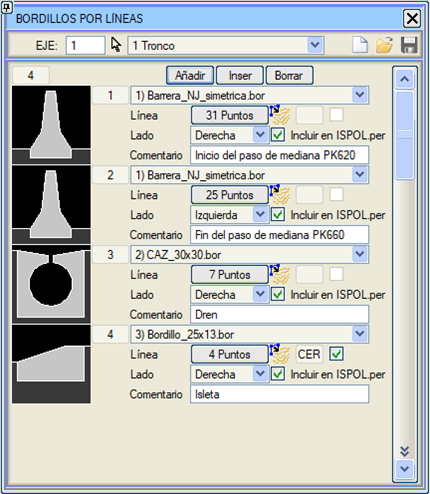 BORDILLOS POR LÍNEAS
EJE: 1 1 Tronco
4 Añadir Inser Borrar
1 1) Barrera_NJ_simetrica.bor
Línea 31 Puntos
Lado Derecha Incluir en ISPOL.per
Comentario Inicio del paso de mediana PK620
2 1) Barrera_NJ_simetrica.bor
Línea 25 Puntos
Lado Izquierda Incluir en ISPOL.per
Comentario Fin del paso de mediana PK660
3 2) CAZ_30x30.bor
Línea 7 Puntos
Lado Derecha Incluir en ISPOL.per
Comentario Dren
4 3) Bordillo_25x13.bor
Línea 4 Puntos CER
Lado Derecha Incluir en ISPOL.per
Comentario Isleta